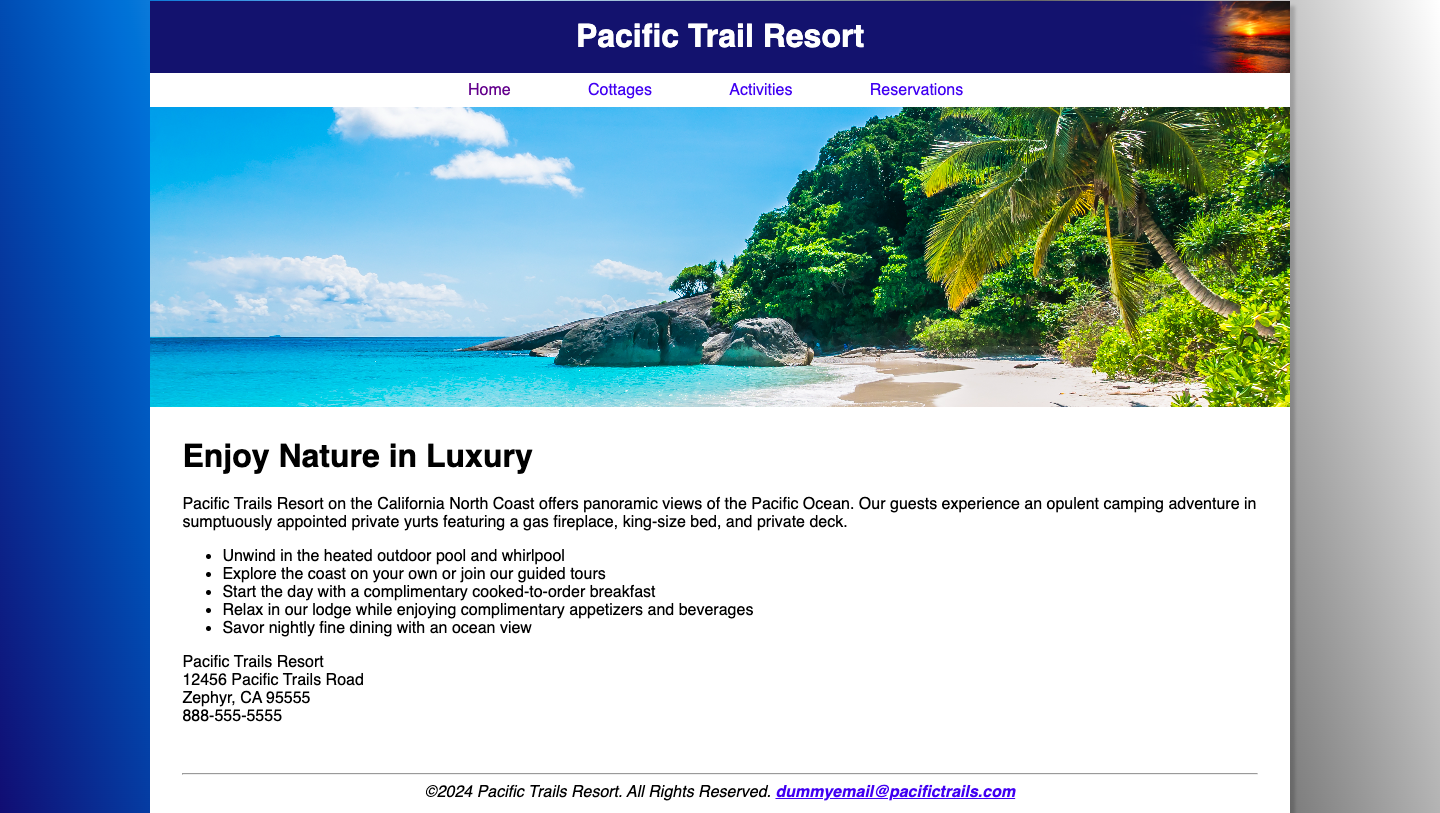 Pacific Trail Resort
Home Cottages Activities Reservations
Enjoy Nature in Luxury
Pacific Trails Resort on the California North Coast offers panoramic views of the Pacific Ocean. Our guests experience an opulent camping adventure in
sumptuously appointed private yurts featuring a gas fireplace, king-size bed, and private deck.
• Unwind in the heated outdoor pool and whirlpool
• Explore the coast on your own or join our guided tours
• Start the day with a complimentary cooked-to-order breakfast
• Relax in our lodge while enjoying complimentary appetizers and beverages
• Savor nightly fine dining with an ocean view
Pacific Trails Resort
12456 Pacific Trails Road
Zephyr, CA 95555
888-555-5555
©2024 Pacific Trails Resort. All Rights Reserved. dummyemail@pacifictrails.com